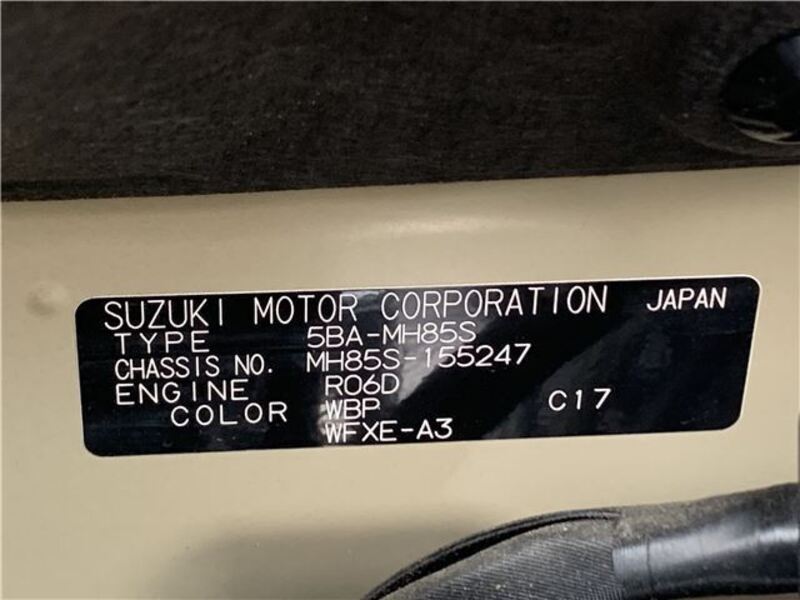 SUZUKI MOTOR CORPORATION JAPAN
TYPE 5BA-MH85S
CHASSIS NO. MH85S-155247
ENGINE R06D
COLOR WBP C17
WFXE-A3